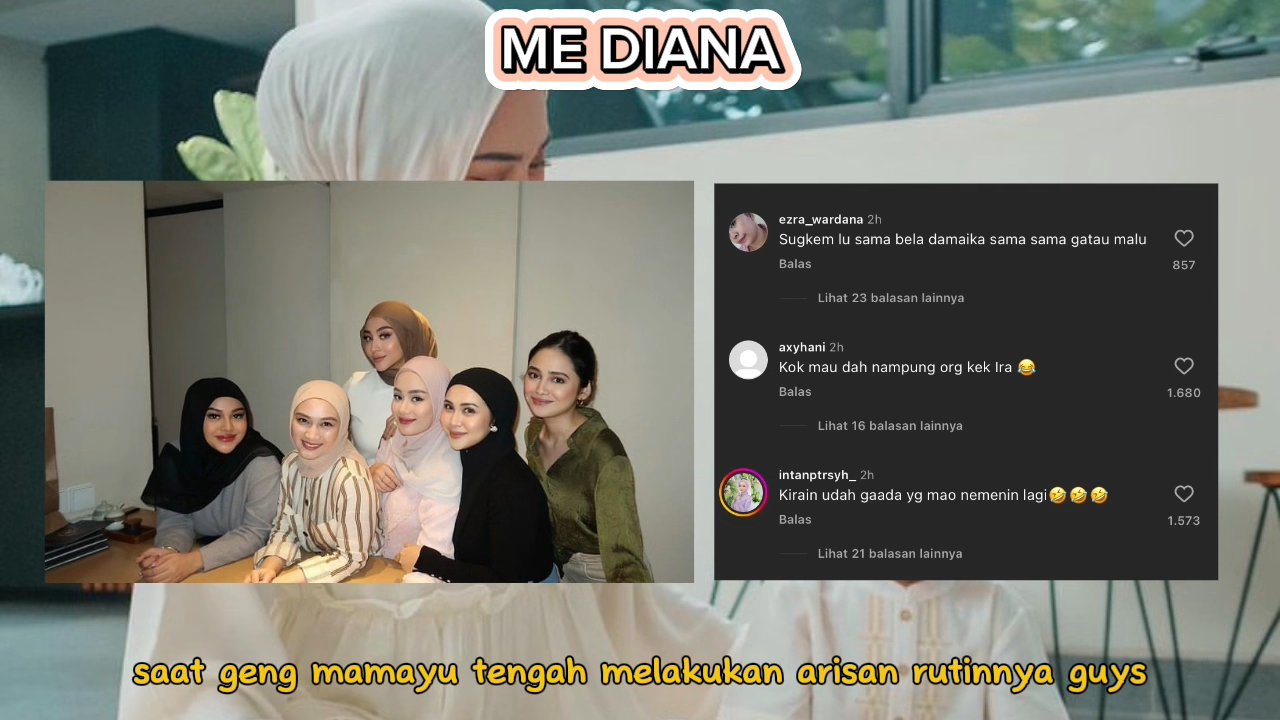 ME DIANA
ezra_wardana 2h
Sugkem lu sama bela damaika sama sama gatau malu
857
Balas
Lihat 23 balasan lainnya
axyhani 2h
Kok mau dah nampung org kek Ira 😂
1.680
Balas
Lihat 16 balasan lainnya
intanptrsyh_ 2h
Kirain udah gaada yg mao nemenin lagi🤣🤣🤣
1.573
Balas
Lihat 21 balasan lainnya
saat geng mamayu tengah melakukan arisan rutinnya guys